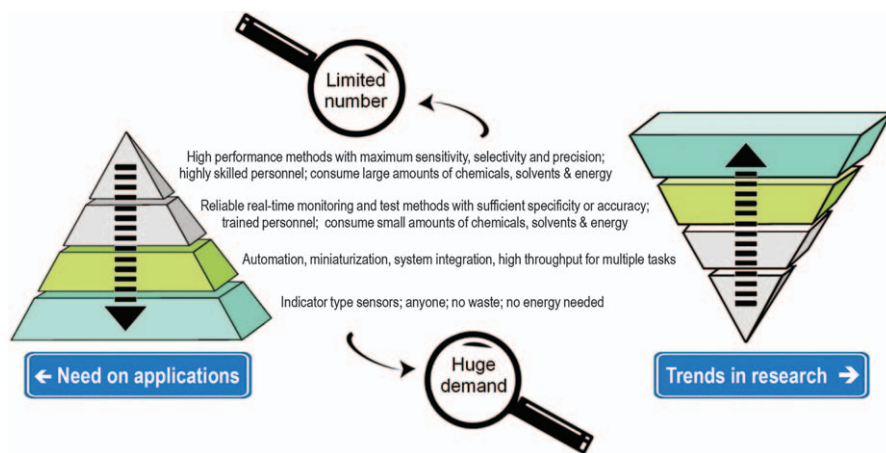 Limited
number
High performance methods with maximum sensitivity, selectivity and precision;
highly skilled personnel; consume large amounts of chemicals, solvents & energy
Reliable real-time monitoring and test methods with sufficient specificity or accuracy;
trained personnel; consume small amounts of chemicals, solvents & energy
Automation, miniaturization, system integration, high throughput for multiple tasks
Indicator type sensors; anyone; no waste; no energy needed
← Need on applications
Huge
demand
Trends in research →